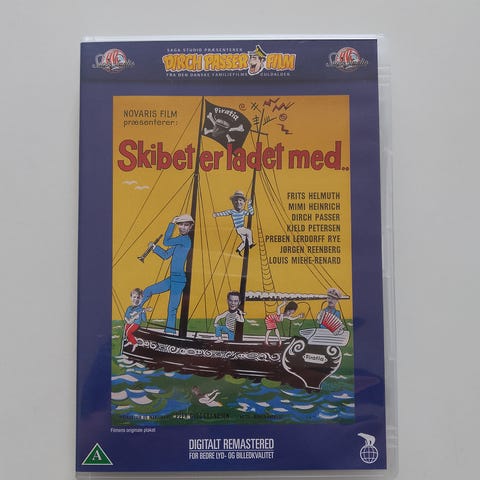 SAGA STUDIO PRÆSENTERER
DIRCH PASSER FILM
FRA DEN DANSKE FAMILIEFILMS GULDALDER
Piratia
NOVARIS FILM
præsenterer:
Skibet er ladet med..
FRITS HELMUTH
MIMI HEINRICH
DIRCH PASSER
KJELD PETERSEN
PREBEN LERDORFF RYE
JØRGEN REENBERG
LOUIS MIEHE-RENARD
Piratia
Filmens originale plakat
A
DIGITALT REMASTERED
FOR BEDRE LYD- OG BILLEDKVALITET